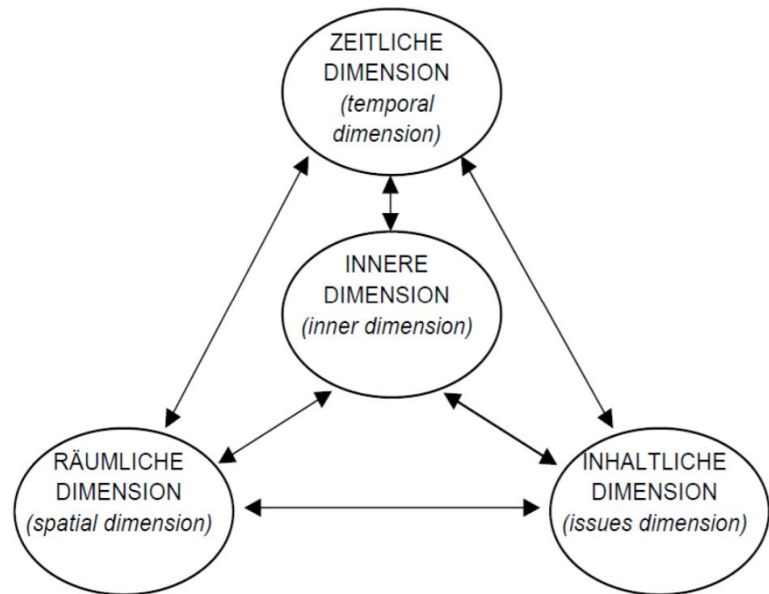 ZEITLICHE
DIMENSION
(temporal
dimension)
INNERE
DIMENSION
(inner dimension)
RÄUMLICHE
DIMENSION
(spatial dimension)
INHALTLICHE
DIMENSION
(issues dimension)